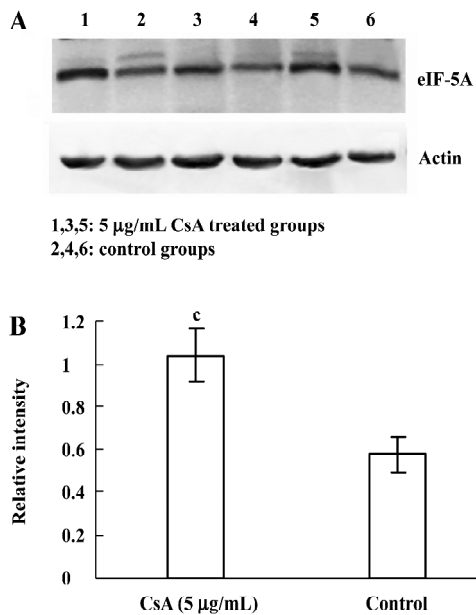 A
1 2 3 4 5 6
eIF-5A
Actin
1,3,5: 5 μg/mL CsA treated groups
2,4,6: control groups
B
c
Relative intensity
1.2
1
0.8
0.6
0.4
0.2
0
CsA (5 μg/mL) Control